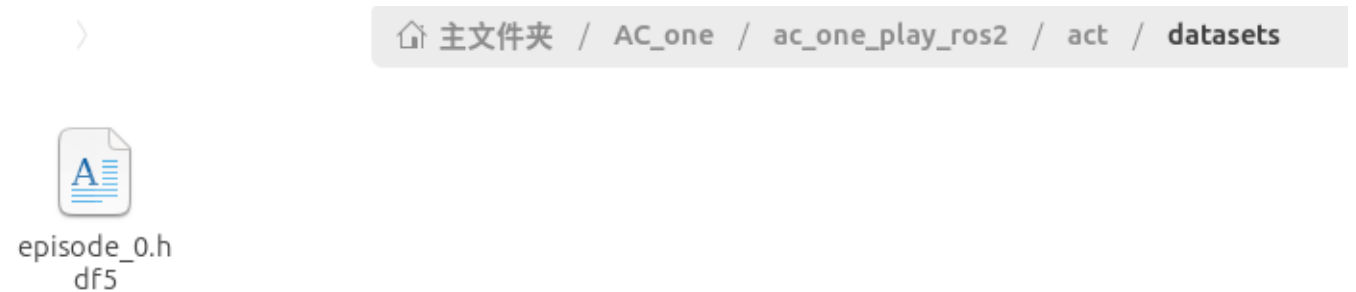 主文件夹 / AC_one / ac_one_play_ros2 / act / datasets
A
episode_0.h
df5